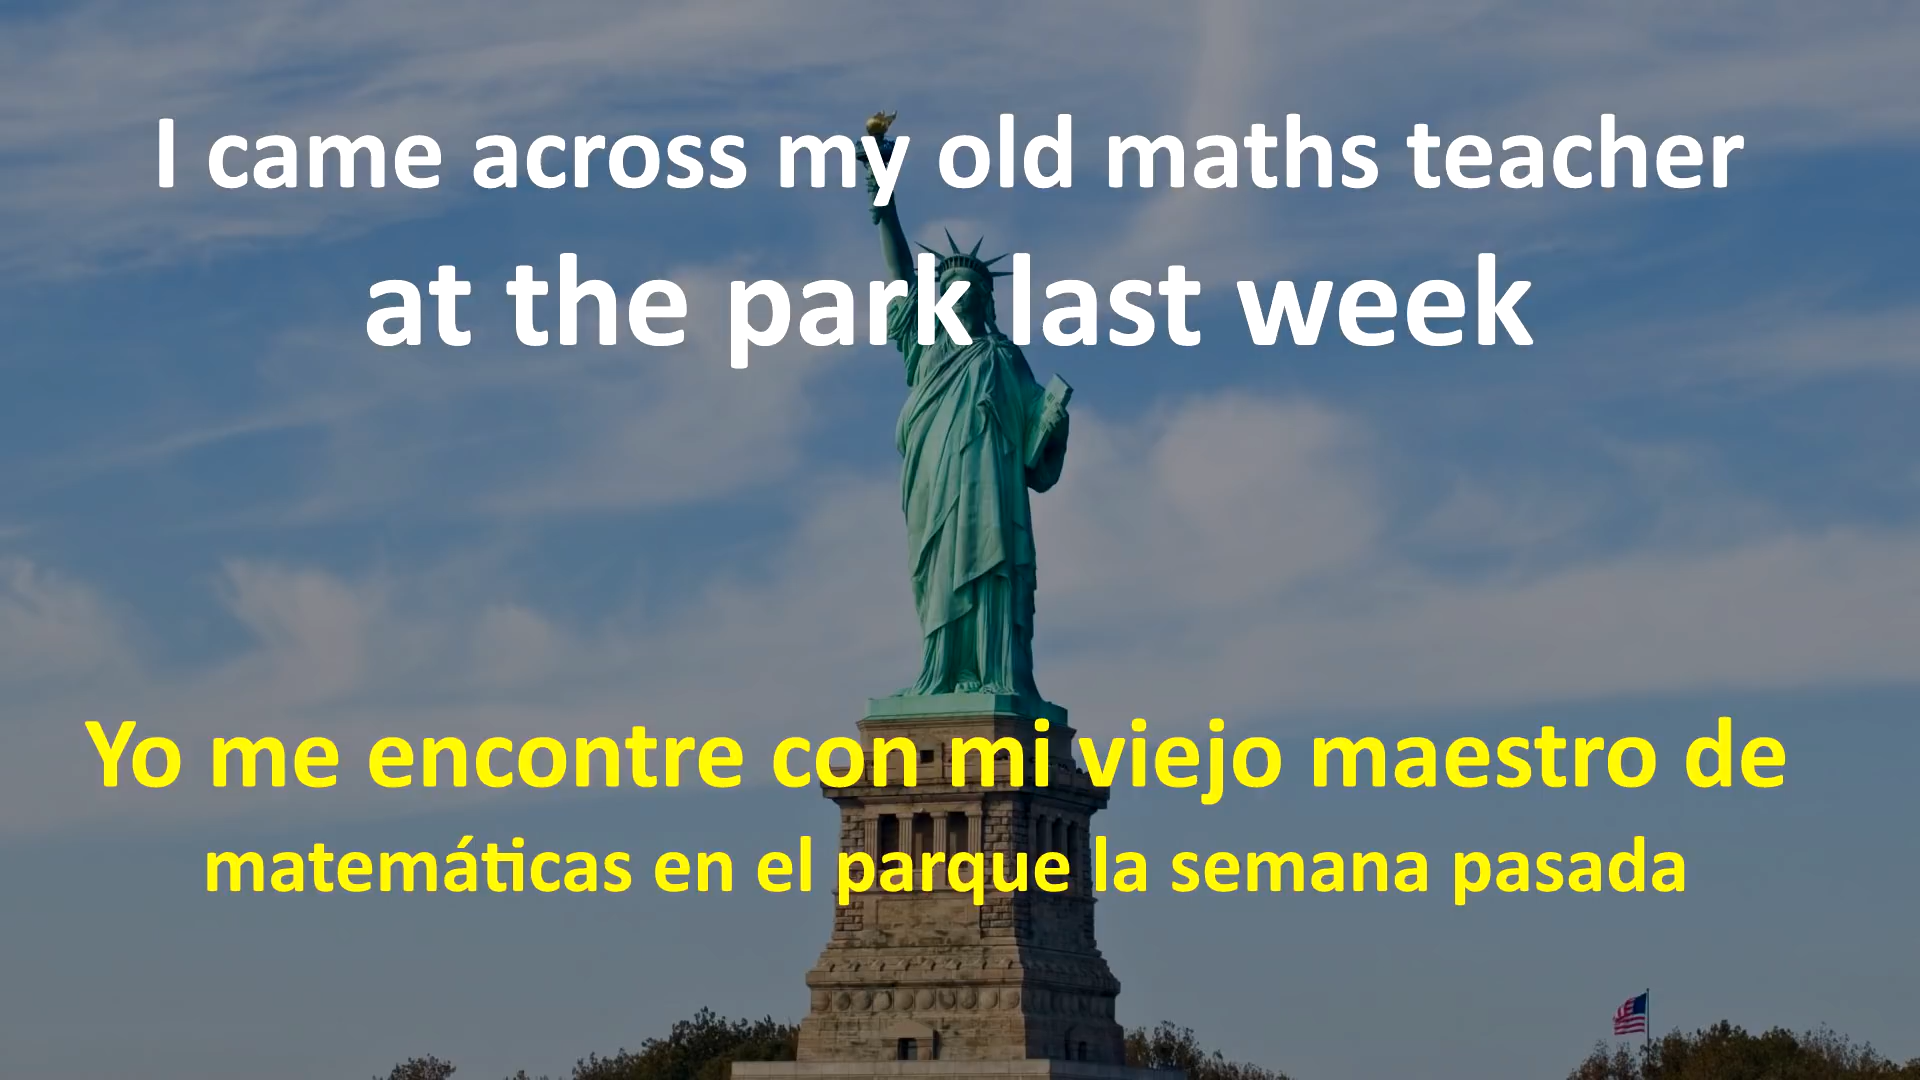 I came across my old maths teacher
at the park last week
Yo me encontre con mi viejo maestro de
matemáticas en el parque la semana pasada